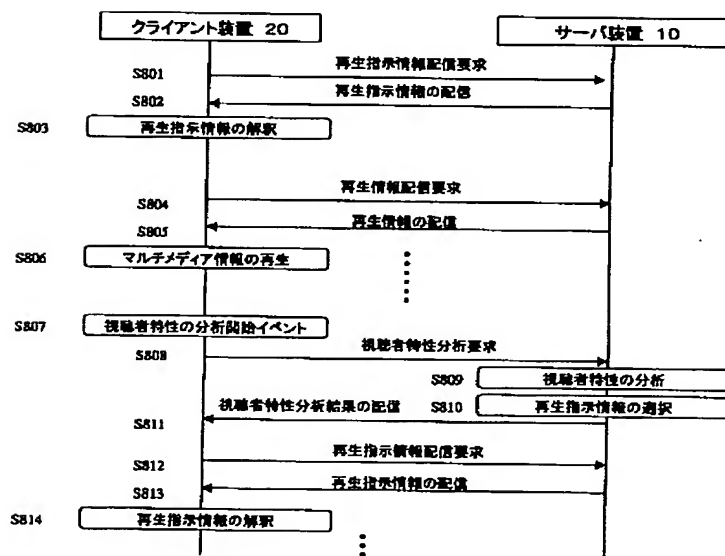 クライアント装置 20
サーバ装置 10
再生指示情報配信要求
S801
再生指示情報の配信
S802
S803
再生指示情報の解釈
再生情報配信要求
S804
再生情報の配信
S805
S806
マルチメディア情報の再生
S807
視聴者特性の分析開始イベント
視聴者特性分析要求
S808
S809
視聴者特性の分析
視聴者特性分析結果の配信
S810
再生指示情報の選択
S811
再生指示情報配信要求
S812
再生指示情報の配信
S813
S814
再生指示情報の解釈